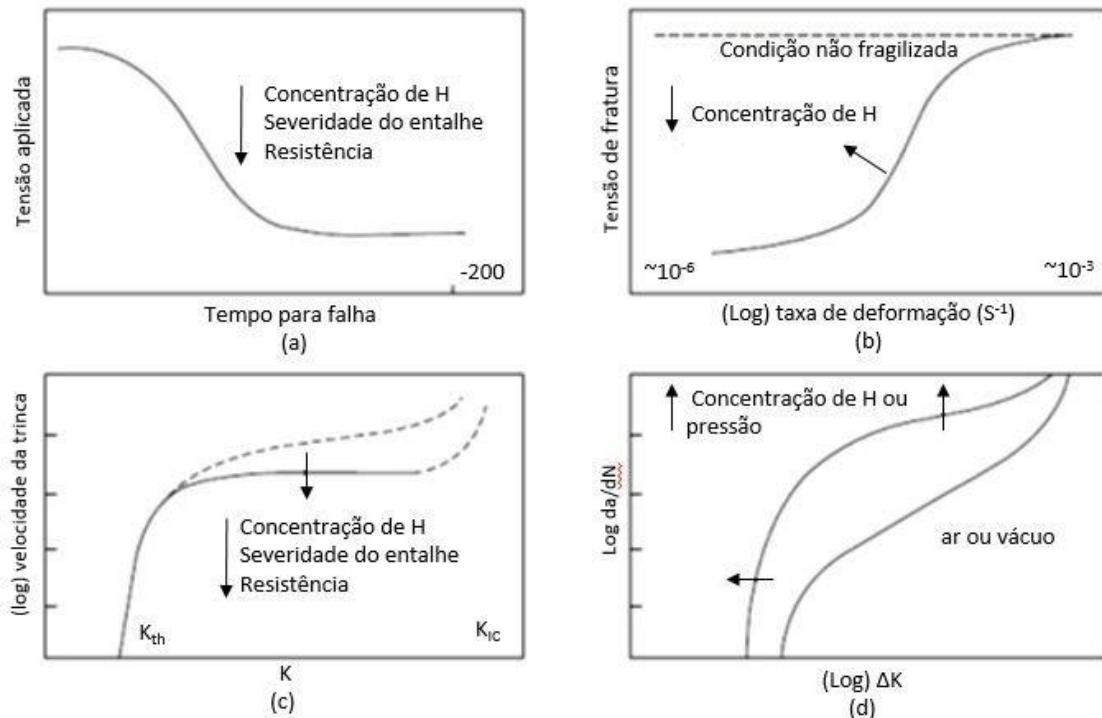 Tensão aplicada
Concentração de H
Severidade do entalhe
Resistência
-200
Tempo para falha
(a)
Tensão de fratura
Condição não fragilizada
Concentração de H
~10⁻⁶
~10⁻³
(Log) taxa de deformação (S⁻¹)
(b)
(log) velocidade da trinca
Concentração de H
Severidade do entalhe
Resistência
K_th
K_IC
K
(c)
Log da/dN
Concentração de H ou
pressão
ar ou vácuo
(Log) ΔK
(d)